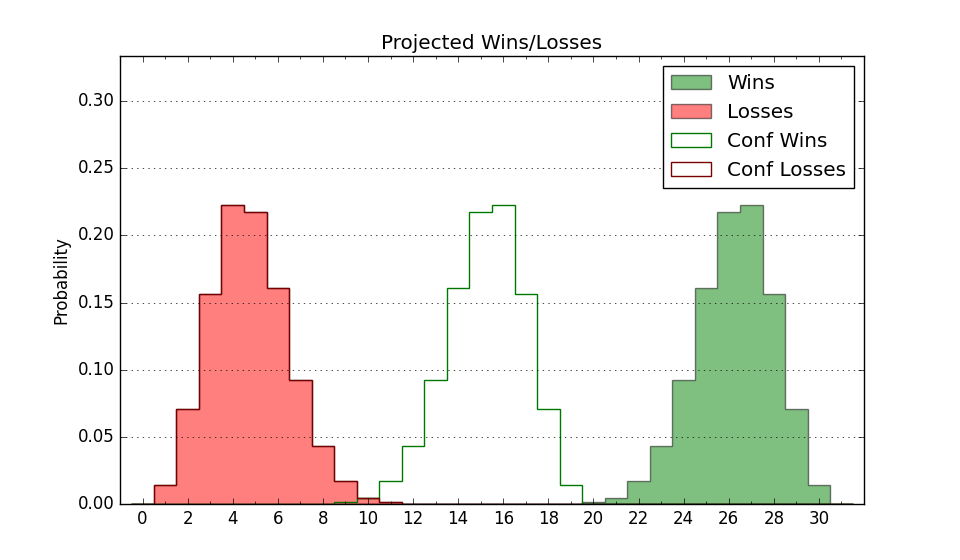 Projected Wins/Losses
Wins
Losses
Conf Wins
Conf Losses
Probability
0.30
0.25
0.20
0.15
0.10
0.05
0.00
0 2 4 6 8 10 12 14 16 18 20 22 24 26 28 30